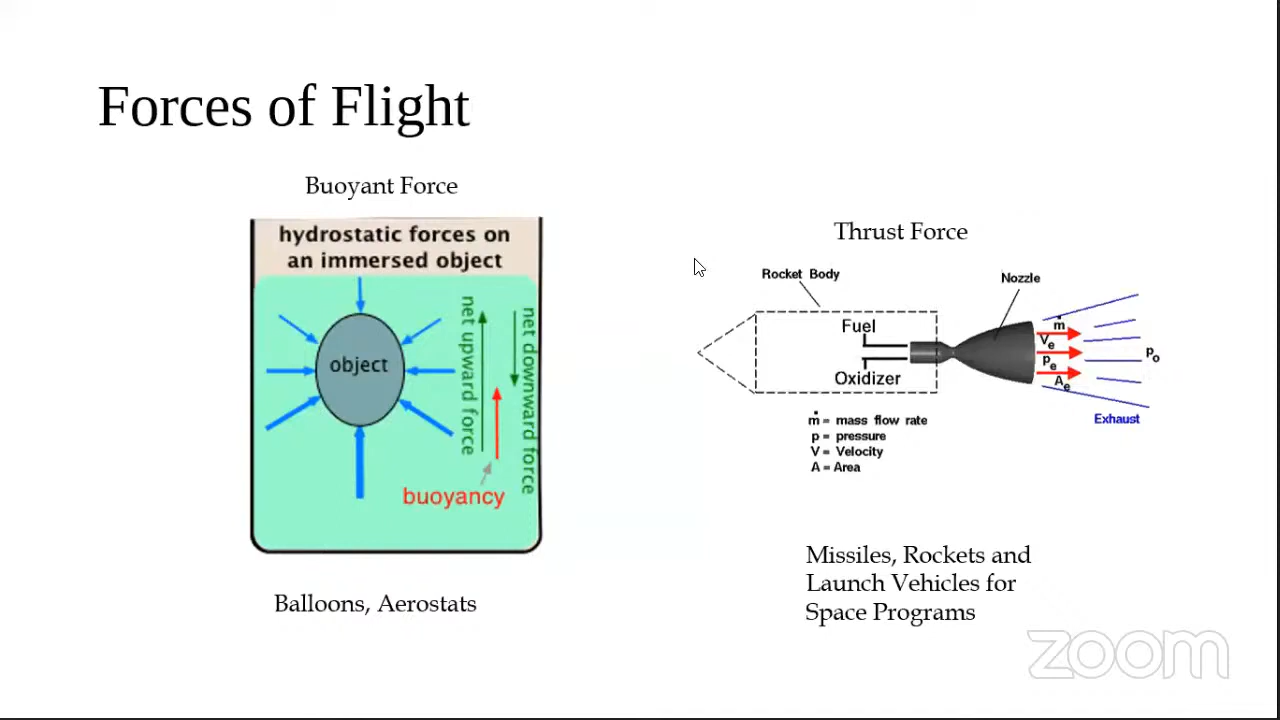 Forces of Flight
Buoyant Force
hydrostatic forces on
an immersed object
object
net upward force
net downward force
buoyancy
Balloons, Aerostats
Thrust Force
Rocket Body
Nozzle
Fuel
Oxidizer
ṁ
Ve
pe
Ae
po
Exhaust
ṁ = mass flow rate
p = pressure
V = Velocity
A = Area
Missiles, Rockets and
Launch Vehicles for
Space Programs
zoom